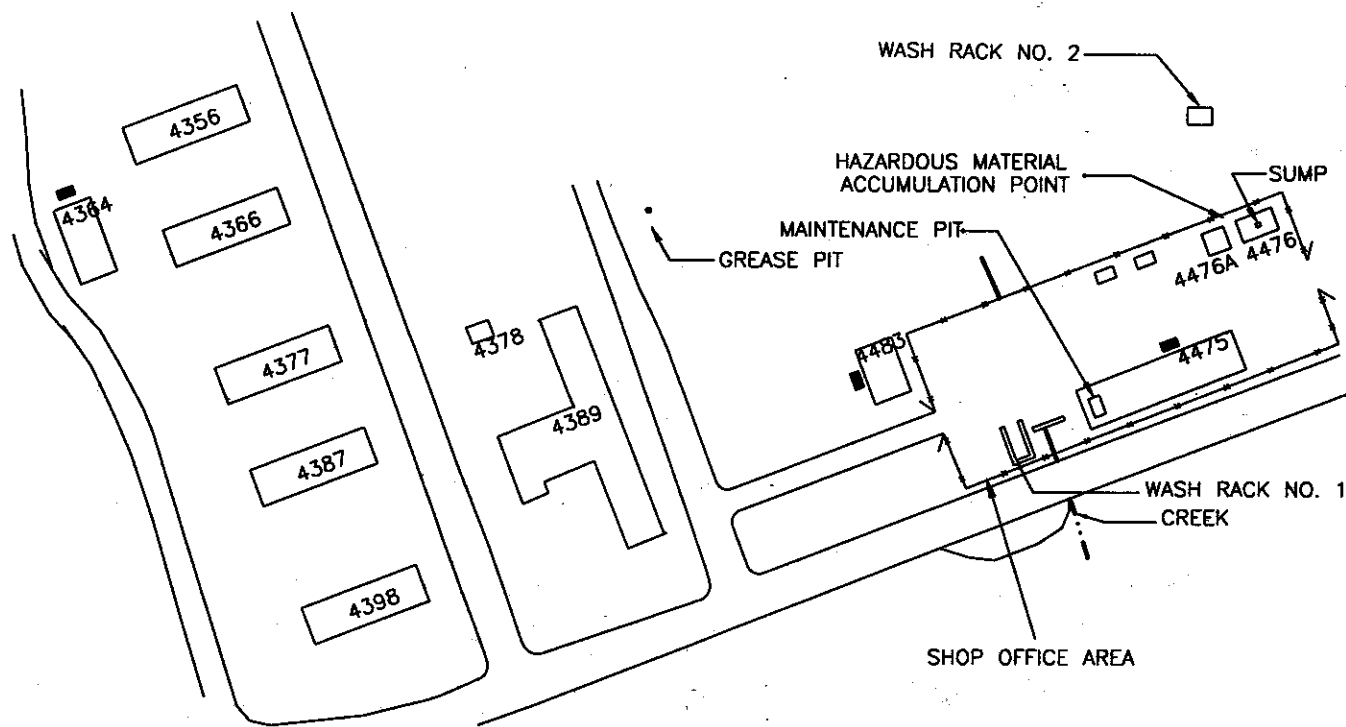 WASH RACK NO. 2
4356
HAZARDOUS MATERIAL
ACCUMULATION POINT
SUMP
4364
4366
MAINTENANCE PIT
GREASE PIT
4476A
4476
4378
4483
4475
4377
4389
4387
WASH RACK NO. 1
CREEK
4398
SHOP OFFICE AREA